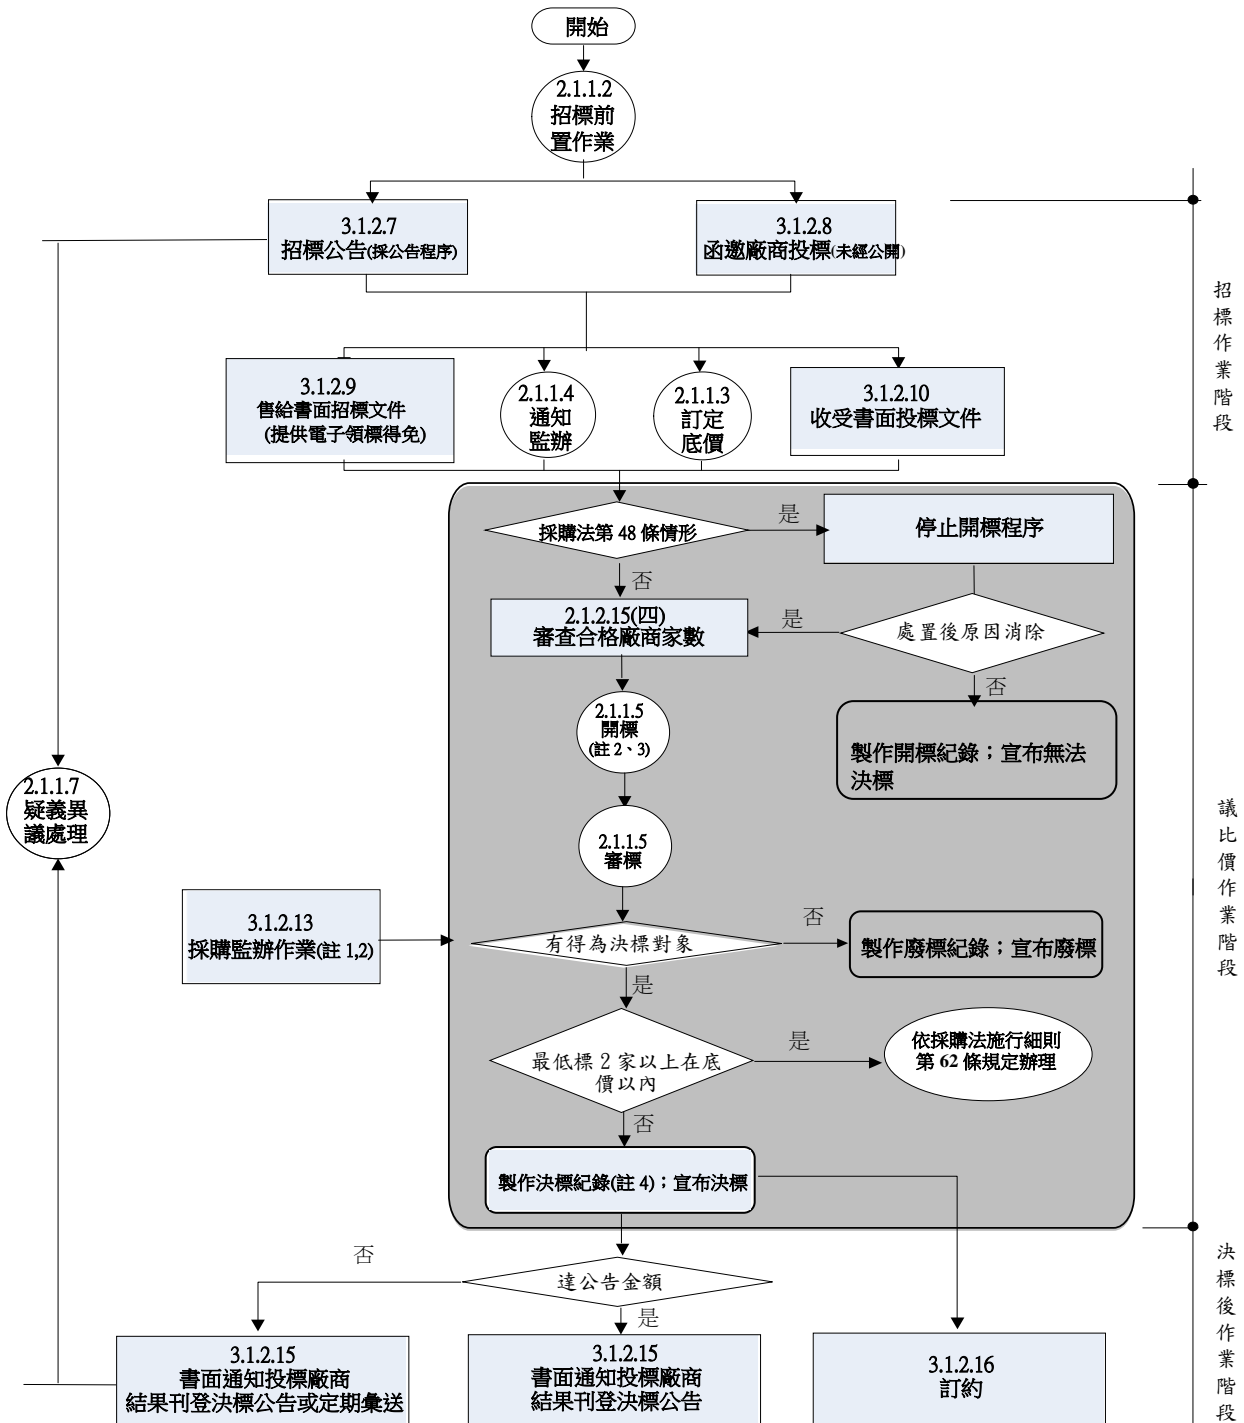 開始
2.1.1.2
招標前
置作業
3.1.2.7
招標公告(採公告程序)
3.1.2.8
函邀廠商投標(未經公開)
招標作業階段
3.1.2.9
售給書面招標文件
(提供電子領標得免)
2.1.1.4
通知
監辦
2.1.1.3
訂定
底價
3.1.2.10
收受書面投標文件
採購法第 48 條情形
是
停止開標程序
否
2.1.2.15(四)
審查合格廠商家數
是
處置後原因消除
否
2.1.1.5
開標
(註 2、3)
製作開標紀錄；宣布無法
決標
2.1.1.7
疑義異
議處理
議比價作業階段
2.1.1.5
審標
3.1.2.13
採購監辦作業(註 1,2)
有得為決標對象
否
製作廢標紀錄；宣布廢標
是
最低標 2 家以上在底
價以內
是
依採購法施行細則
第 62 條規定辦理
否
製作決標紀錄(註 4)；宣布決標
否
達公告金額
是
決標後作業階段
3.1.2.15
書面通知投標廠商
結果刊登決標公告或定期彙送
3.1.2.15
書面通知投標廠商
結果刊登決標公告
3.1.2.16
訂約